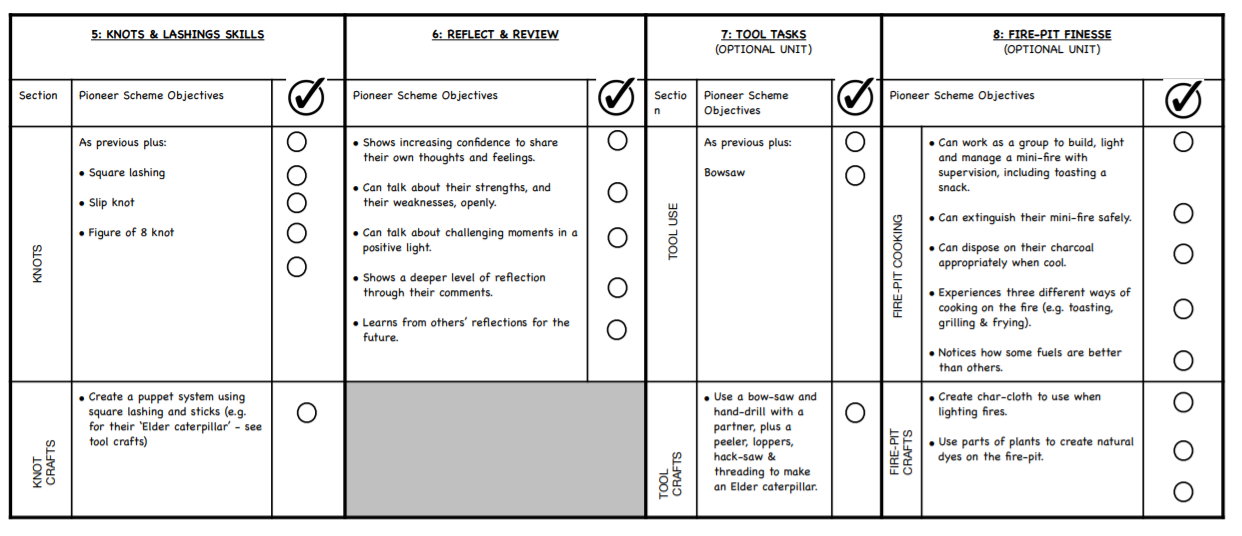 5: KNOTS & LASHINGS SKILLS
6: REFLECT & REVIEW
7: TOOL TASKS
(OPTIONAL UNIT)
8: FIRE-PIT FINESSE
(OPTIONAL UNIT)
Section
Pioneer Scheme Objectives
Pioneer Scheme Objectives
Sectio
n
Pioneer Scheme
Objectives
Pioneer Scheme Objectives
KNOTS
As previous plus:
• Square lashing
• Slip knot
• Figure of 8 knot
• Shows increasing confidence to share
their own thoughts and feelings.
• Can talk about their strengths, and
their weaknesses, openly.
• Can talk about challenging moments in a
positive light.
• Shows a deeper level of reflection
through their comments.
• Learns from others' reflections for the
future.
TOOL USE
As previous plus:
Bowsaw
FIRE-PIT COOKING
• Can work as a group to build, light
and manage a mini-fire with
supervision, including toasting a
snack.
• Can extinguish their mini-fire safely.
• Can dispose on their charcoal
appropriately when cool.
• Experiences three different ways of
cooking on the fire (e.g. toasting,
grilling & frying).
• Notices how some fuels are better
than others.
KNOT
CRAFTS
• Create a puppet system using
square lashing and sticks (e.g.
for their 'Elder caterpillar' - see
tool crafts)
TOOL
CRAFTS
• Use a bow-saw and
hand-drill with a
partner, plus a
peeler, loppers,
hack-saw &
threading to make
an Elder caterpillar.
FIRE-PIT
CRAFTS
• Create char-cloth to use when
lighting fires.
• Use parts of plants to create natural
dyes on the fire-pit.